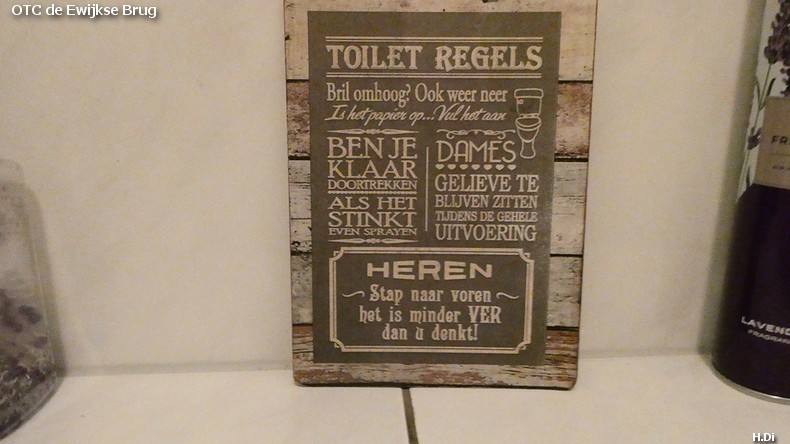 OTC de Ewijkse Brug
TOILET REGELS
Bril omhoog? Ook weer neer
Is het papier op...Vul het aan
BEN JE
KLAAR
DOORTREKKEN
ALS HET
STINKT
EVEN SPRAYEN
DAMES
GELIEVE TE
BLIJVEN ZITTEN
TIJDENS DE GEHELE
UITVOERING
HEREN
Stap naar voren
het is minder VER
dan u denkt!
H.Di